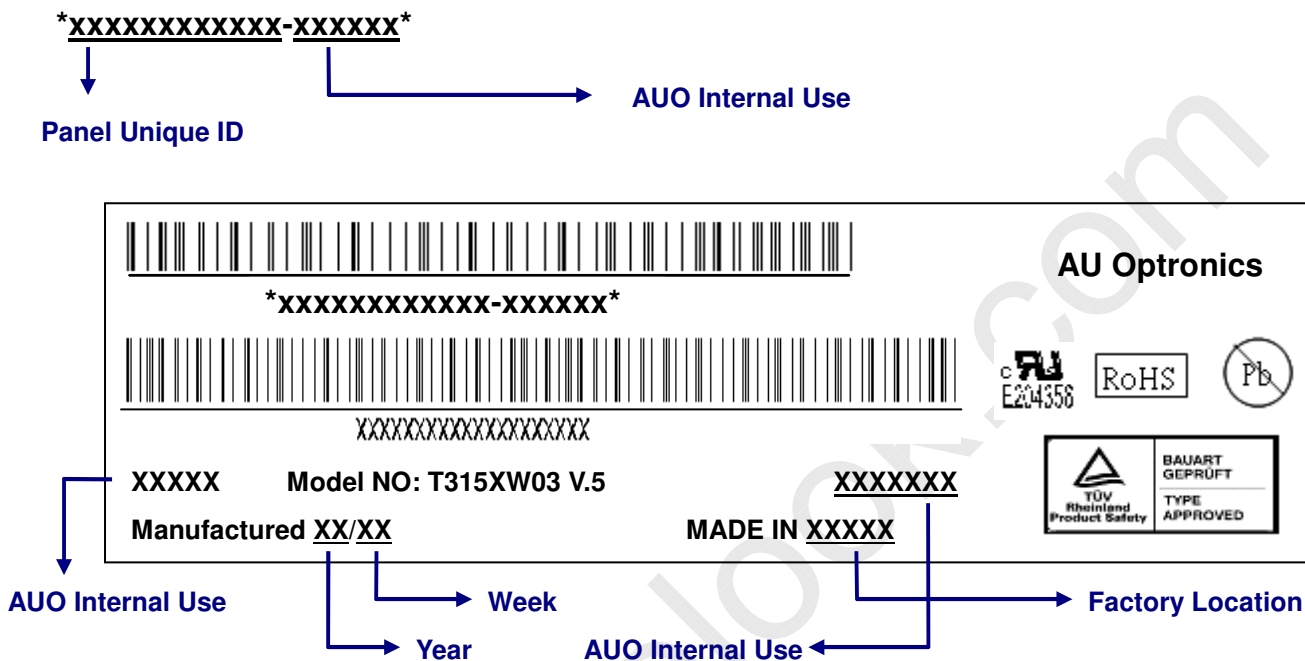 *xxxxxxxxxxxx-xxxxxx*
AUO Internal Use
Panel Unique ID
AU Optronics
*xxxxxxxxxxxx-xxxxxx*
c RU
E204356
RoHS
Pb
XXXXXXXXXXXXXXXXXXXX
XXXXX Model NO: T315XW03 V.5 XXXXXXX
Manufactured XX/XX MADE IN XXXXX
TÜV
Rheinland
Product Safety
BAUART
GEPRÜFT
TYPE
APPROVED
AUO Internal Use
Week
Factory Location
Year
AUO Internal Use